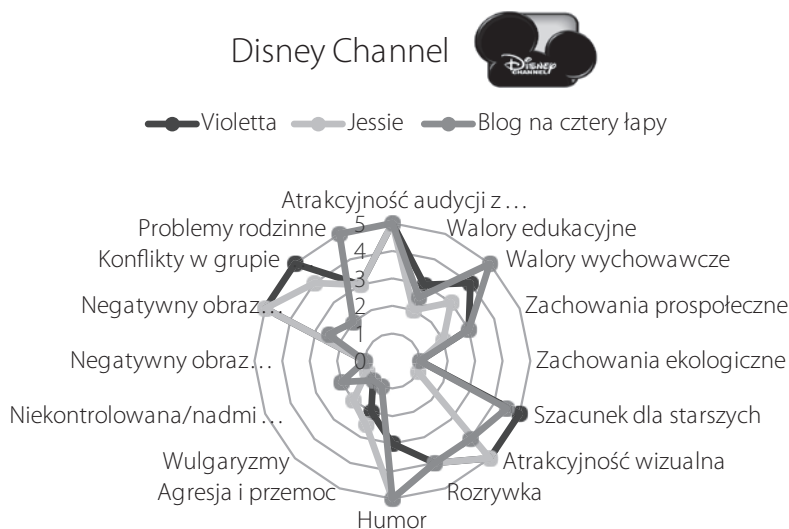 Disney Channel
DISNEY
CHANNEL
Violetta Jessie Blog na cztery łapy
Atrakcyjność audycji z …
Problemy rodzinne 5 Walory edukacyjne
Konflikty w grupie 4 Walory wychowawcze
Negatywny obraz… 3 Zachowania prospołeczne
2
1
Negatywny obraz… 0 Zachowania ekologiczne
Niekontrolowana/nadmi … Szacunek dla starszych
Wulgaryzmy Atrakcyjność wizualna
Agresja i przemoc Rozrywka
Humor